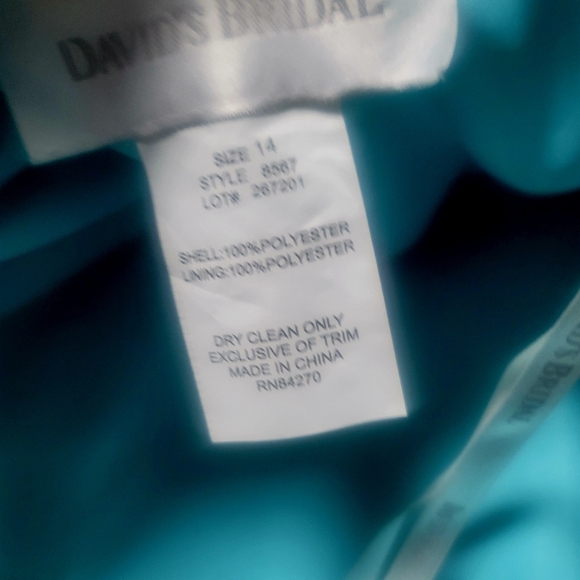 DAVID'S BRIDAL
SIZE 14
STYLE 8567
LOT# 267201
SHELL:100%POLYESTER
LINING:100%POLYESTER
DRY CLEAN ONLY
EXCLUSIVE OF TRIM
MADE IN CHINA
RN84270
D'S BRIDAL